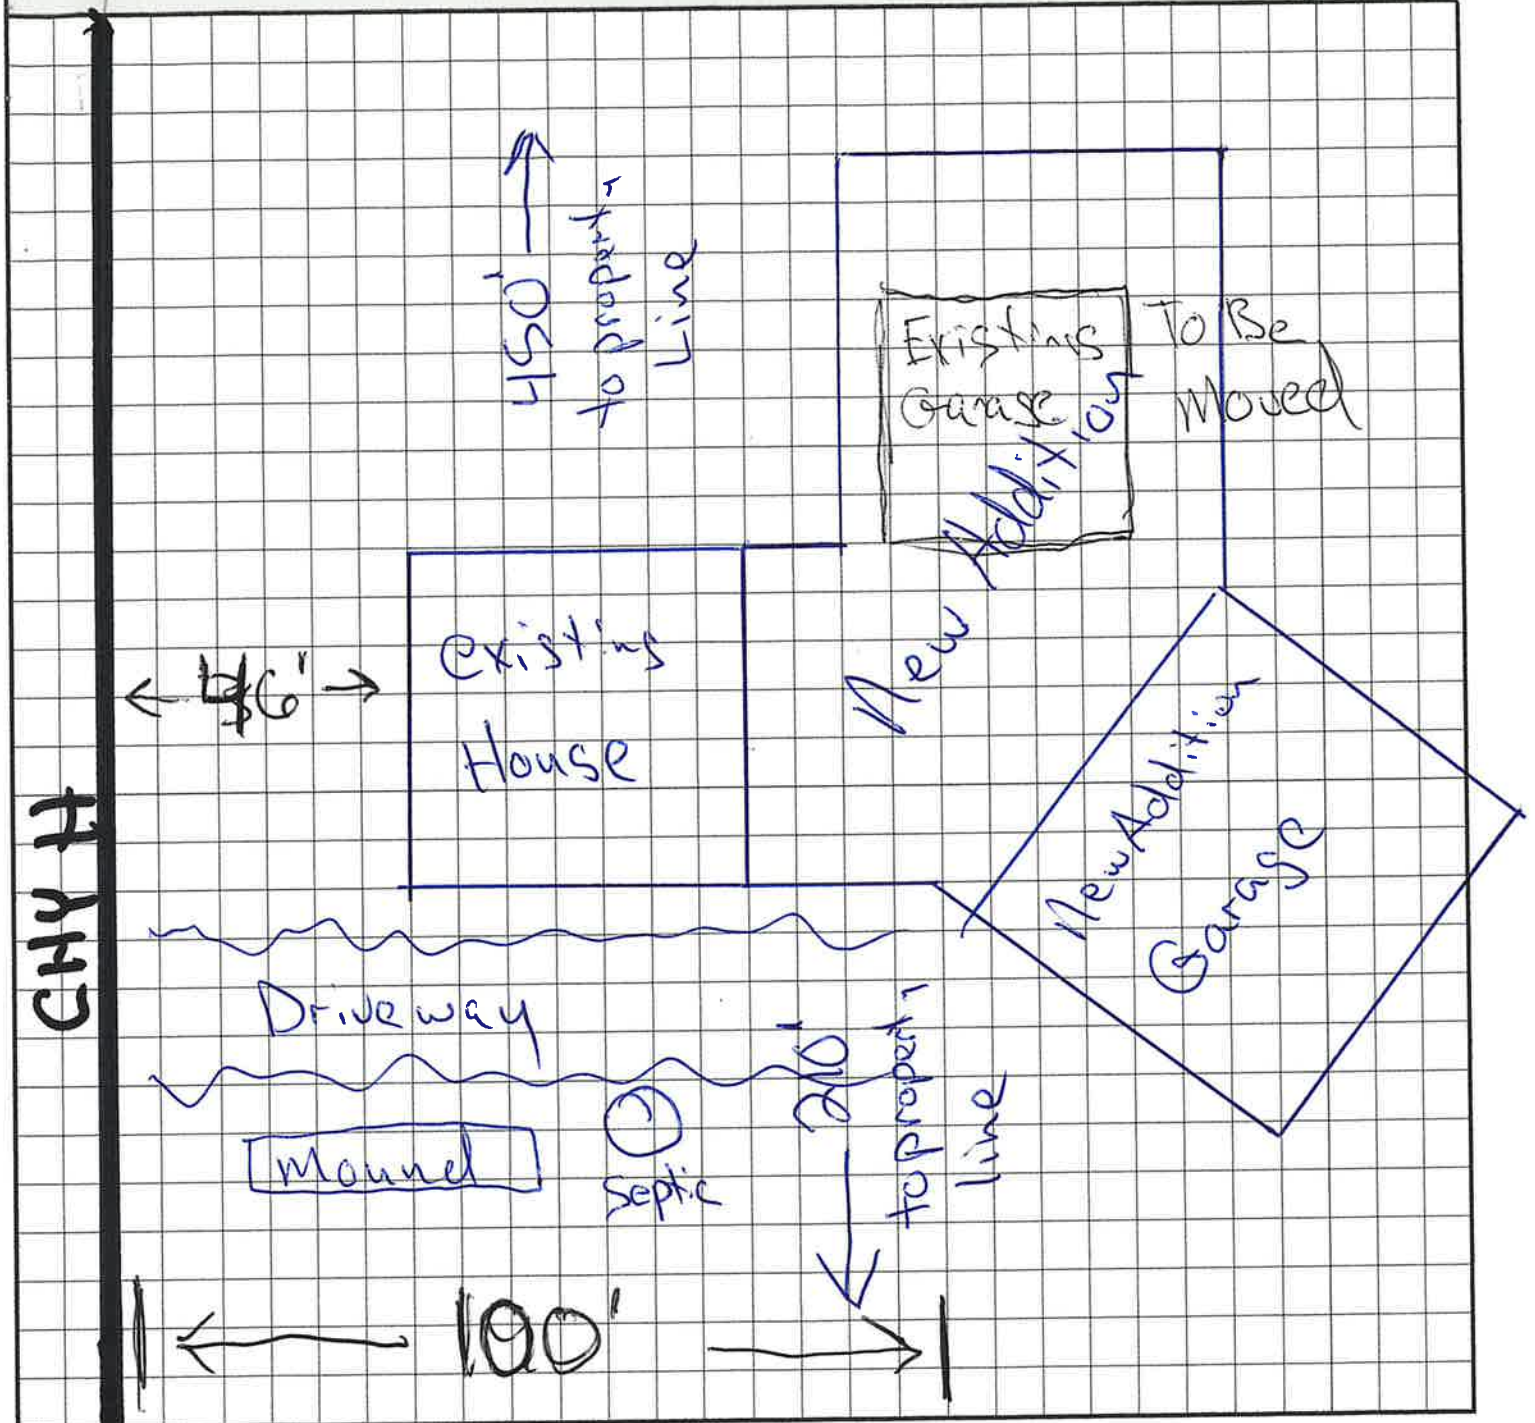 450'
to property
Line
Existing
Garage
To Be
Moved
New Addition
existing
House
New Addition
Garage
CHY H
Driveway
Mound
Septic
210'
to property
line
100'